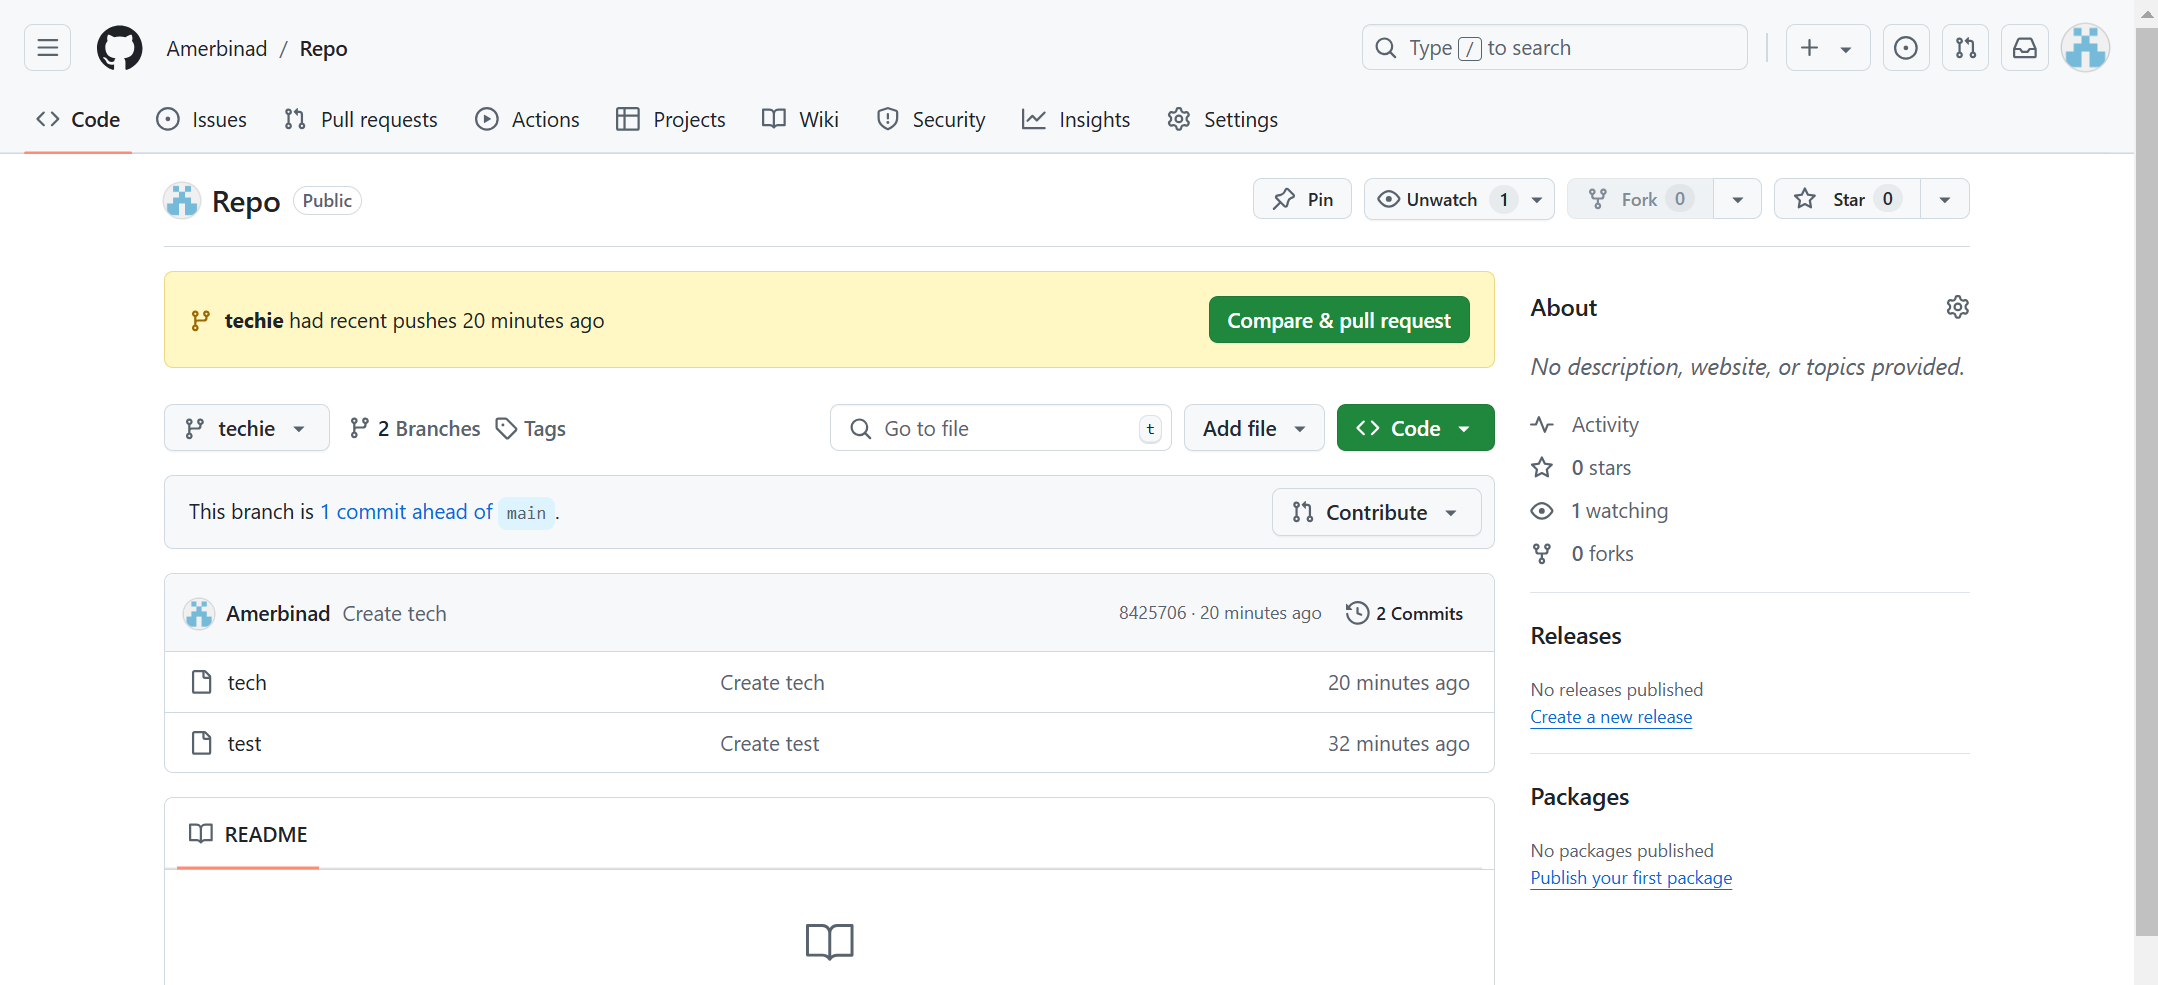 Amerbinad / Repo
Type / to search
Code Issues Pull requests Actions Projects Wiki Security Insights Settings
Repo Public
Pin Unwatch 1 Fork 0 Star 0
techie had recent pushes 20 minutes ago
Compare & pull request
techie 2 Branches Tags
Go to file t
Add file
Code
This branch is 1 commit ahead of main .
Contribute
Amerbinad Create tech 8425706 · 20 minutes ago 2 Commits
tech Create tech 20 minutes ago
test Create test 32 minutes ago
README
About
No description, website, or topics provided.
Activity
0 stars
1 watching
0 forks
Releases
No releases published
Create a new release
Packages
No packages published
Publish your first package